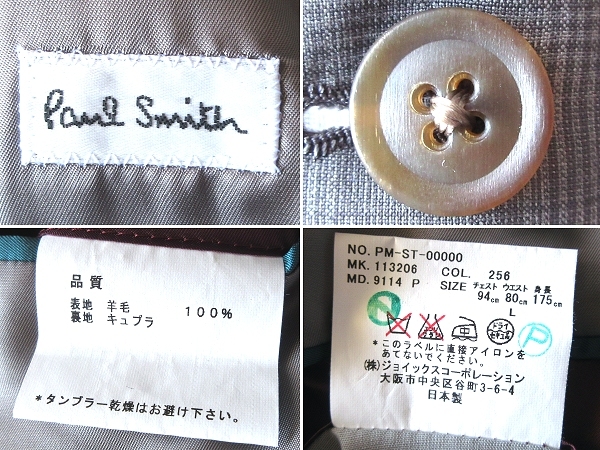 Paul Smith
品質
表地 羊毛 100%
裏地 キュプラ
*タンブラー乾燥はお避け下さい。
NO. PM-ST-00000
MK. 113206 COL. 256
MD. 9114 P SIZE チェスト ウエスト 身長
94cm 80cm 175cm
L
ドライ
セキユ系
P
*このラベルに直接アイロンを
あてないでください。
(株)ジョイックスコーポレーション
大阪市中央区谷町3-6-4
日本製